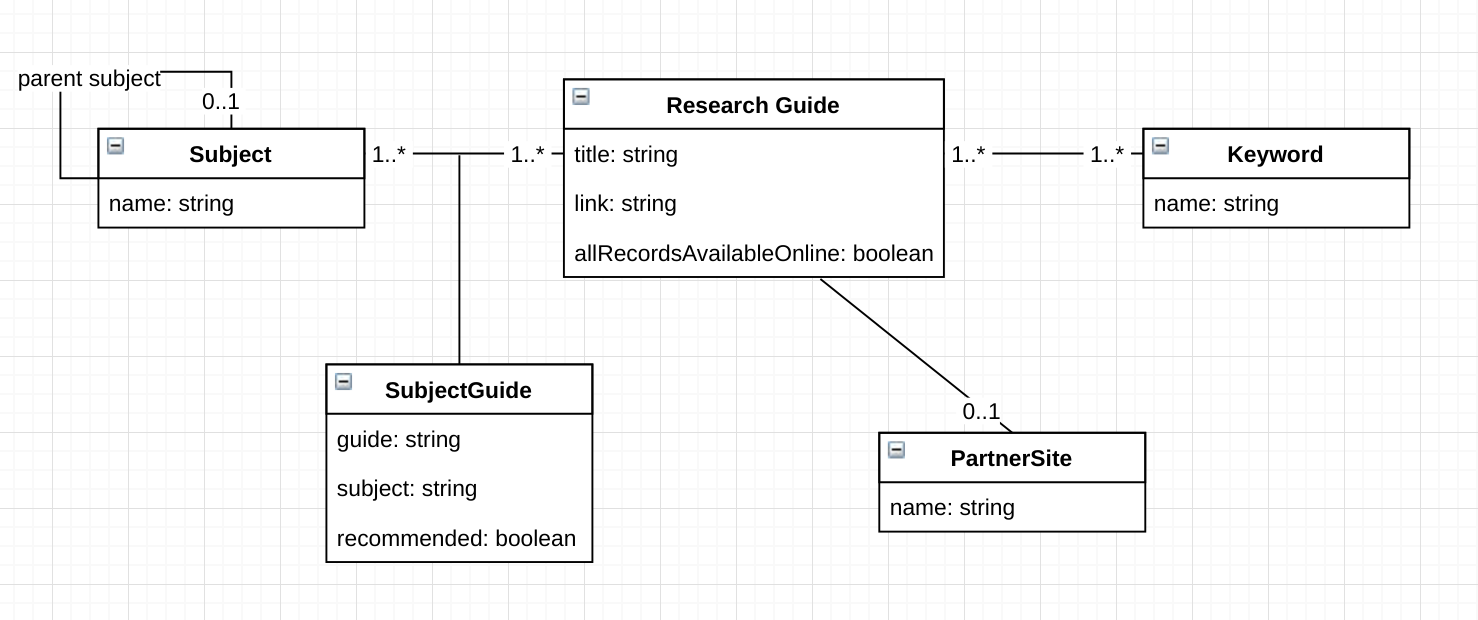 parent subject
0..1
Subject
name: string
1..*
1..*
Research Guide
title: string
link: string
allRecordsAvailableOnline: boolean
1..*
1..*
Keyword
name: string
SubjectGuide
guide: string
subject: string
recommended: boolean
0..1
PartnerSite
name: string